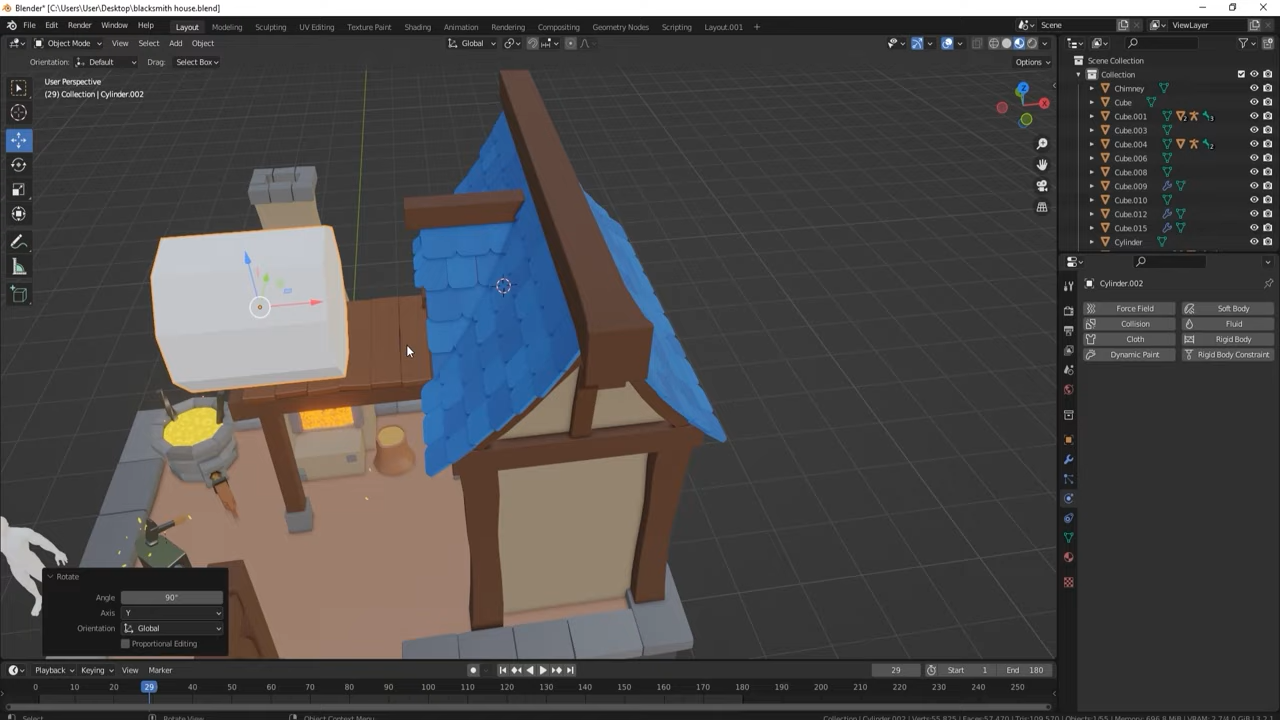 Blender* [C:\Users\User\Desktop\blacksmith house.blend]
File Edit Render Window Help Layout Modeling Sculpting UV Editing Texture Paint Shading Animation Rendering Compositing Geometry Nodes Scripting Layout.001 + Scene ViewLayer
Object Mode View Select Add Object Global
Orientation: Default Drag: Select Box Options
User Perspective
(29) Collection | Cylinder.002
Z
X
Scene Collection
Collection
Chimney
Cube
Cube.001
Cube.003
Cube.004
Cube.006
Cube.008
Cube.009
Cube.010
Cube.012
Cube.015
Cylinder
Cylinder.002
Force Field Soft Body
Collision Fluid
Cloth Rigid Body
Dynamic Paint Rigid Body Constraint
Rotate
Angle 90°
Axis Y
Orientation Global
Proportional Editing
Playback Keying View Marker 29 Start 1 End 180
0 10 20 29 40 50 60 70 80 90 100 110 120 130 140 150 160 170 180 190 200 210 220 230 240 250
Select Rotate View Object Context Menu